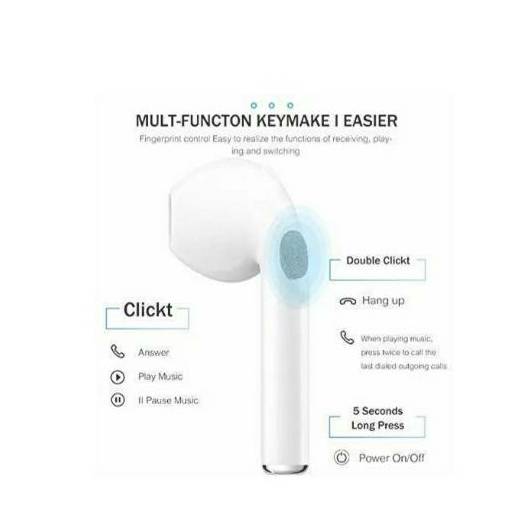 MULT-FUNCTON KEYMAKE I EASIER
Fingerprint control Easy to realize the functions of receiving, play-
ing and switching
Double Clickt
Hang up
Clickt
When playing music,
press twice to call the
last dialed outgoing calls
Answer
Play Music
II Pause Music
5 Seconds
Long Press
Power On/Off